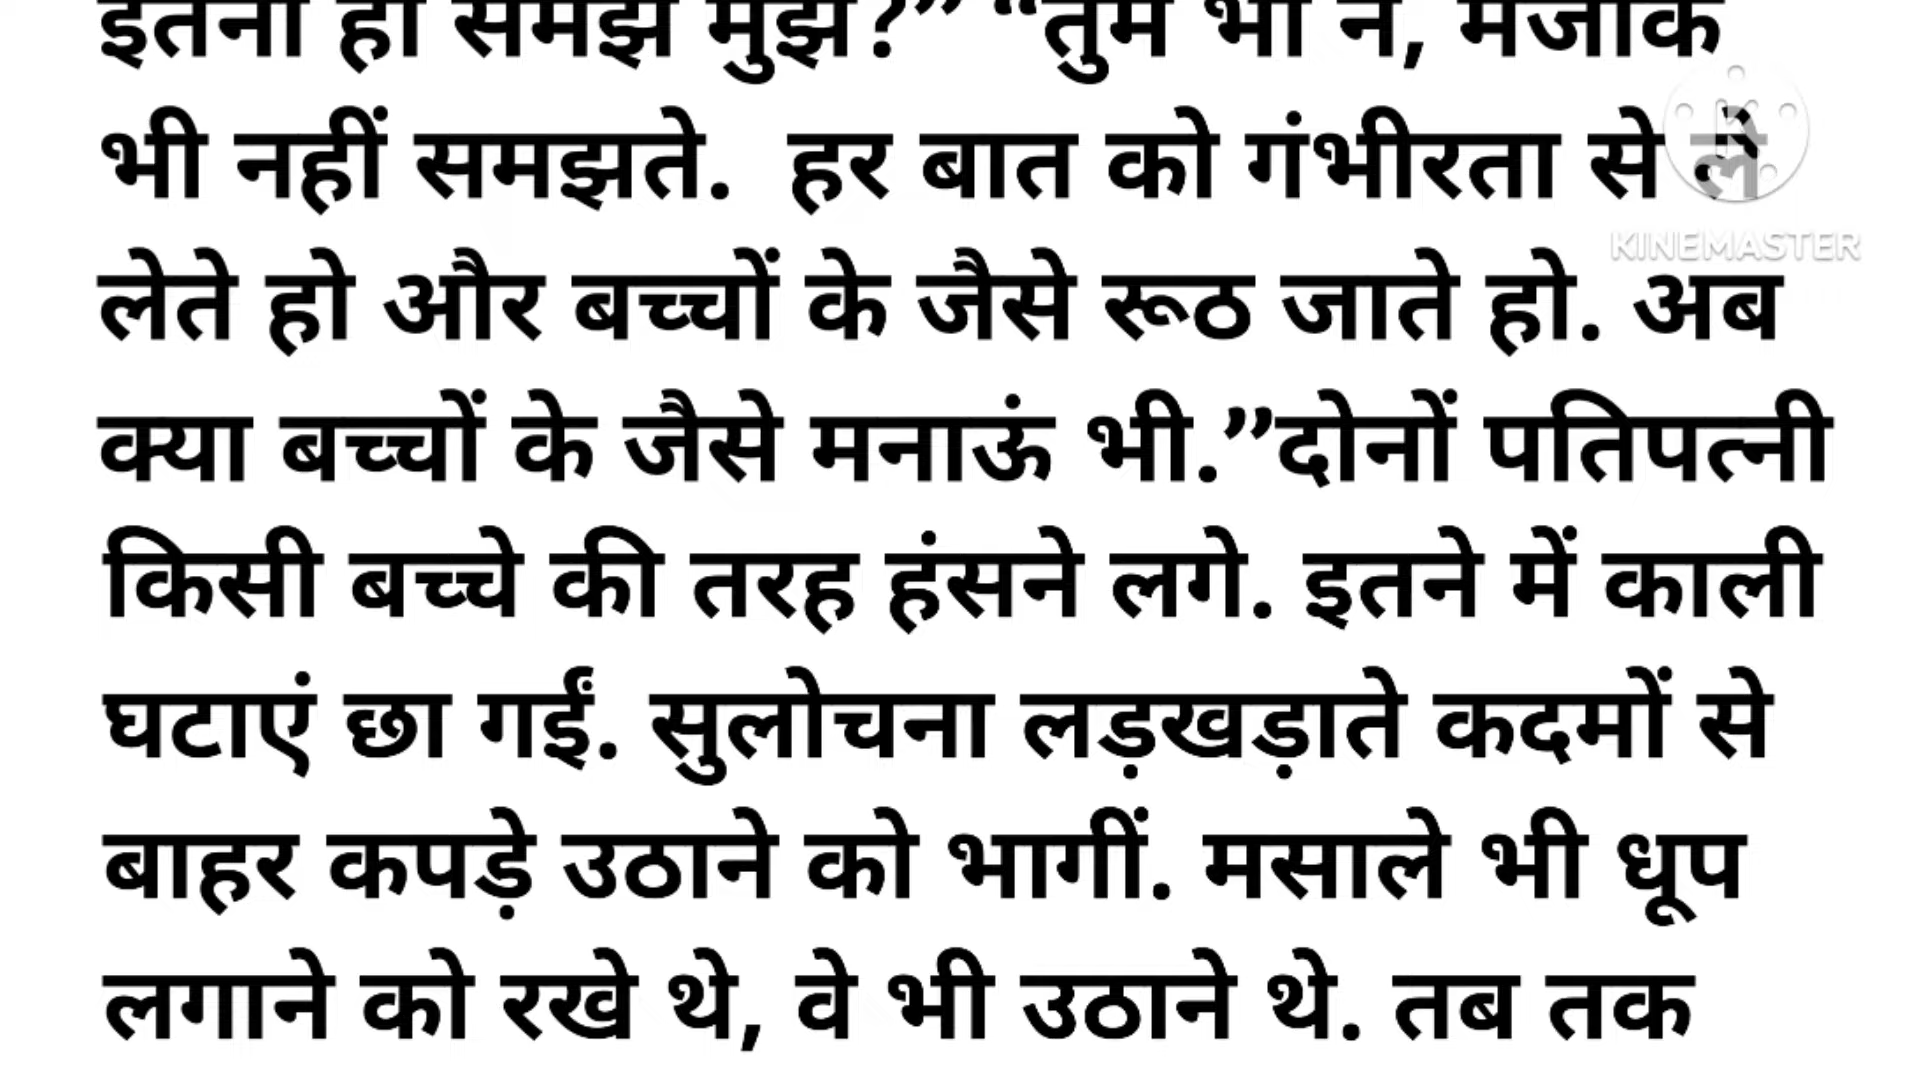 इतना ही समझे मुझे?” “तुम भी न, मजाक
भी नहीं समझते. हर बात को गंभीरता से ले
KINEMASTER
लेते हो और बच्चों के जैसे रूठ जाते हो. अब
क्या बच्चों के जैसे मनाऊं भी.”दोनों पतिपत्नी
किसी बच्चे की तरह हंसने लगे. इतने में काली
घटाएं छा गईं. सुलोचना लड़खड़ाते कदमों से
बाहर कपड़े उठाने को भागीं. मसाले भी धूप
लगाने को रखे थे, वे भी उठाने थे. तब तक